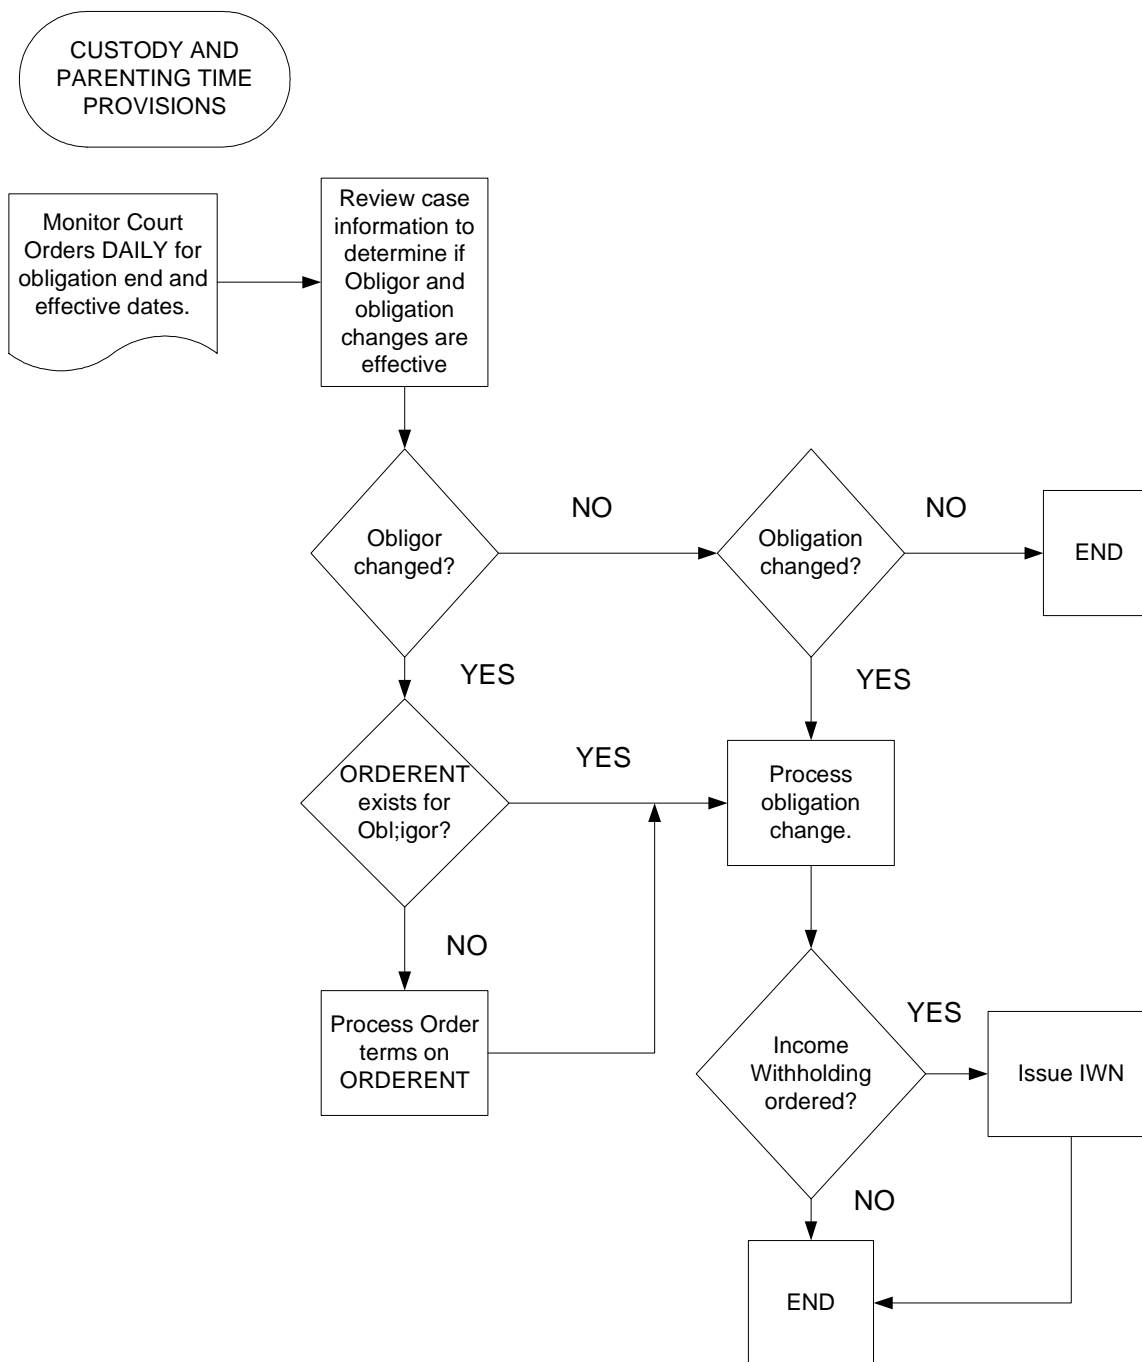 CUSTODY AND
PARENTING TIME
PROVISIONS
Monitor Court
Orders DAILY for
obligation end and
effective dates.
Review case
information to
determine if
Obligor and
obligation
changes are
effective
Obligor
changed?
NO
Obligation
changed?
NO
END
YES
YES
ORDERENT
exists for
Obl;igor?
YES
Process
obligation
change.
NO
Process Order
terms on
ORDERENT
Income
Withholding
ordered?
YES
Issue IWN
NO
END